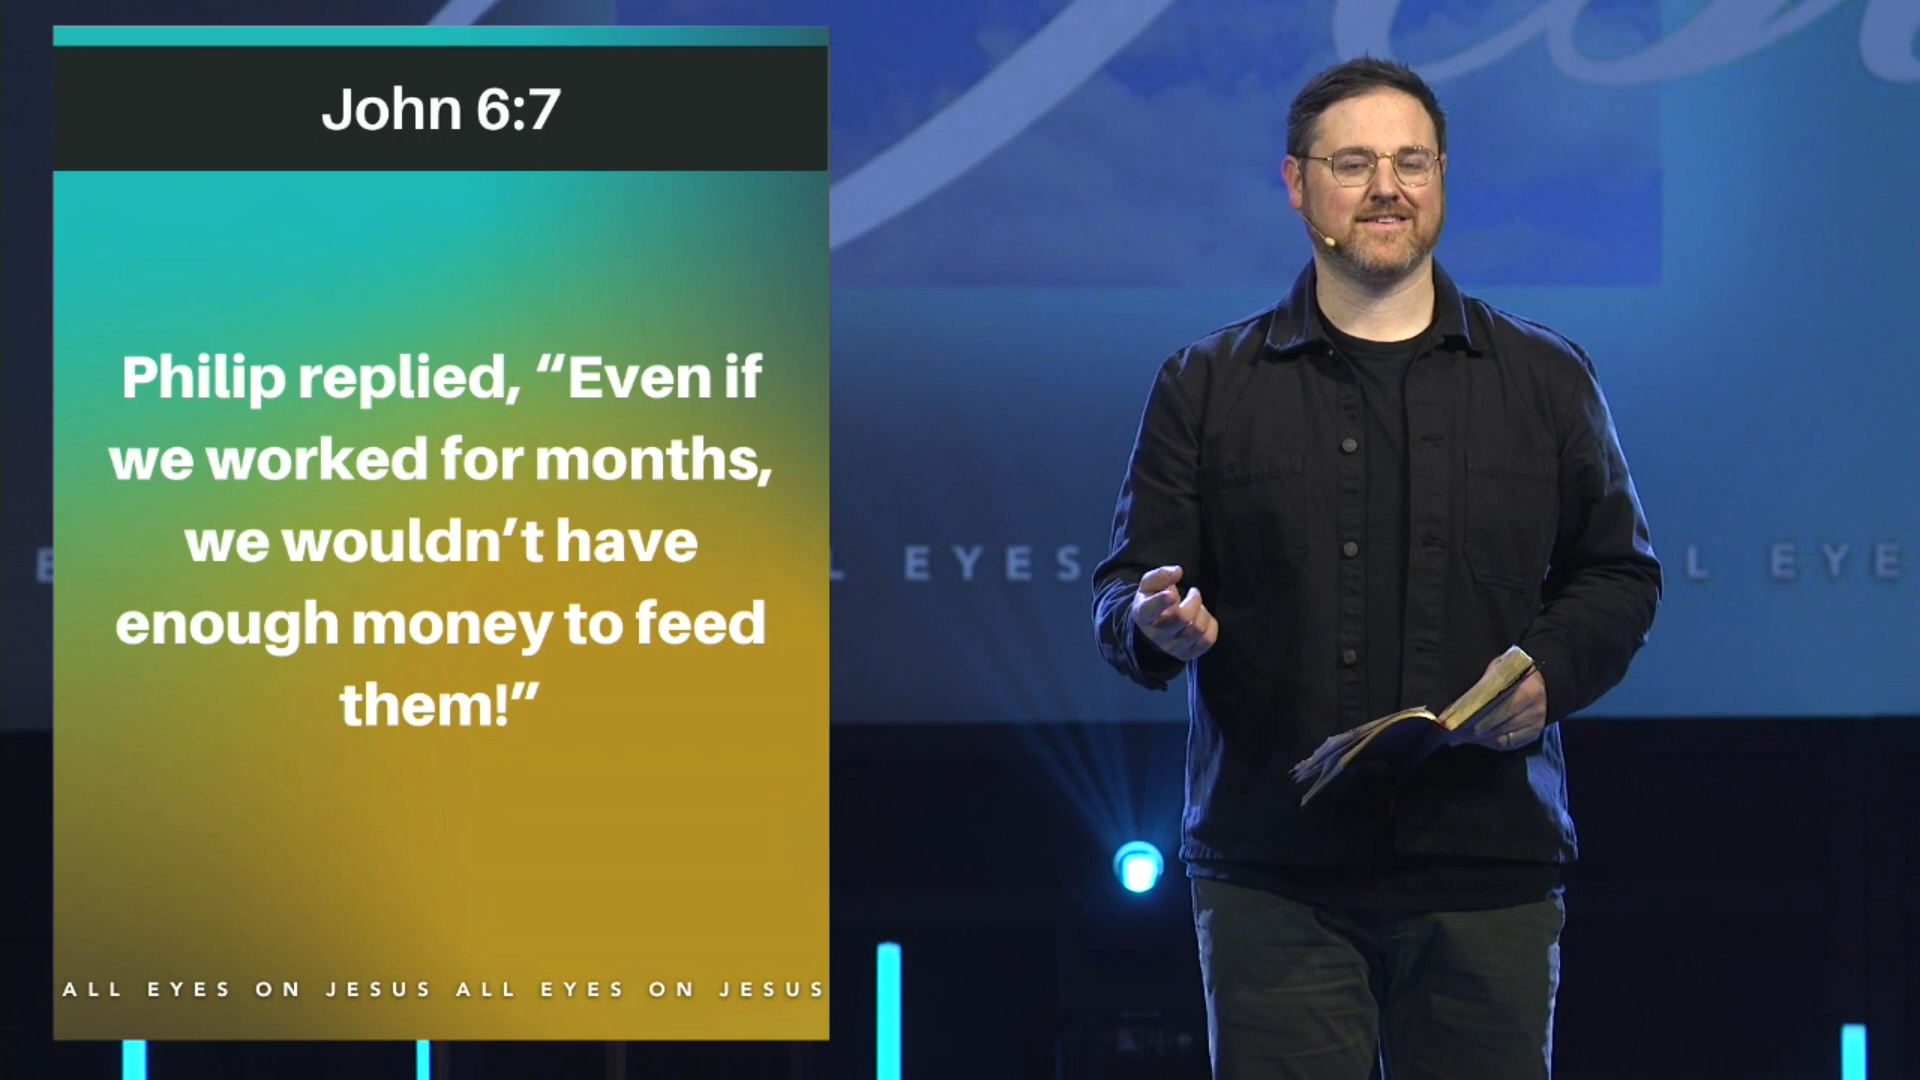 John 6:7
Philip replied, “Even if
we worked for months,
we wouldn’t have
enough money to feed
them!”
ALL EYES ON JESUS ALL EYES ON JESUS
EYES
EYE